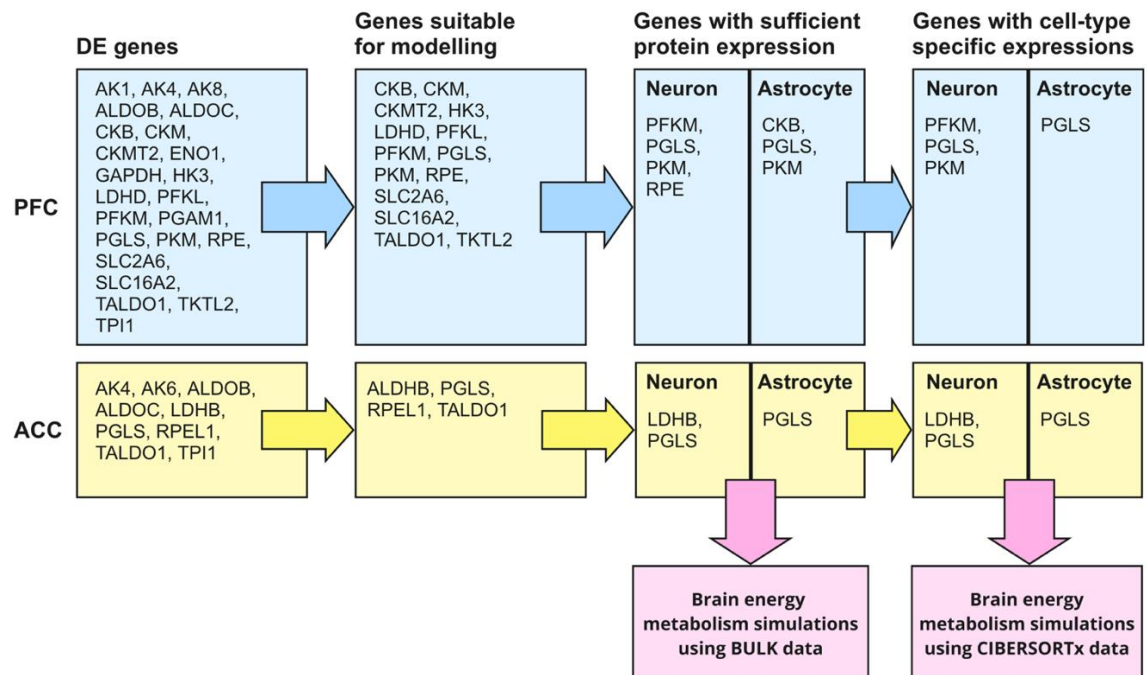 DE genes
Genes suitable
for modelling
Genes with sufficient
protein expression
Genes with cell-type
specific expressions
PFC
AK1, AK4, AK8,
ALDOB, ALDOC,
CKB, CKM,
CKMT2, ENO1,
GAPDH, HK3,
LDHD, PFKL,
PFKM, PGAM1,
PGLS, PKM, RPE,
SLC2A6,
SLC16A2,
TALDO1, TKTL2,
TPI1
CKB, CKM,
CKMT2, HK3,
LDHD, PFKL,
PFKM, PGLS,
PKM, RPE,
SLC2A6,
SLC16A2,
TALDO1, TKTL2
Neuron
PFKM,
PGLS,
PKM,
RPE
Astrocyte
CKB,
PGLS,
PKM
Neuron
PFKM,
PGLS,
PKM
Astrocyte
PGLS
ACC
AK4, AK6, ALDOB,
ALDOC, LDHB,
PGLS, RPEL1,
TALDO1, TPI1
ALDHB, PGLS,
RPEL1, TALDO1
Neuron
LDHB,
PGLS
Astrocyte
PGLS
Neuron
LDHB,
PGLS
Astrocyte
PGLS
Brain energy
metabolism simulations
using BULK data
Brain energy
metabolism simulations
using CIBERSORTx data